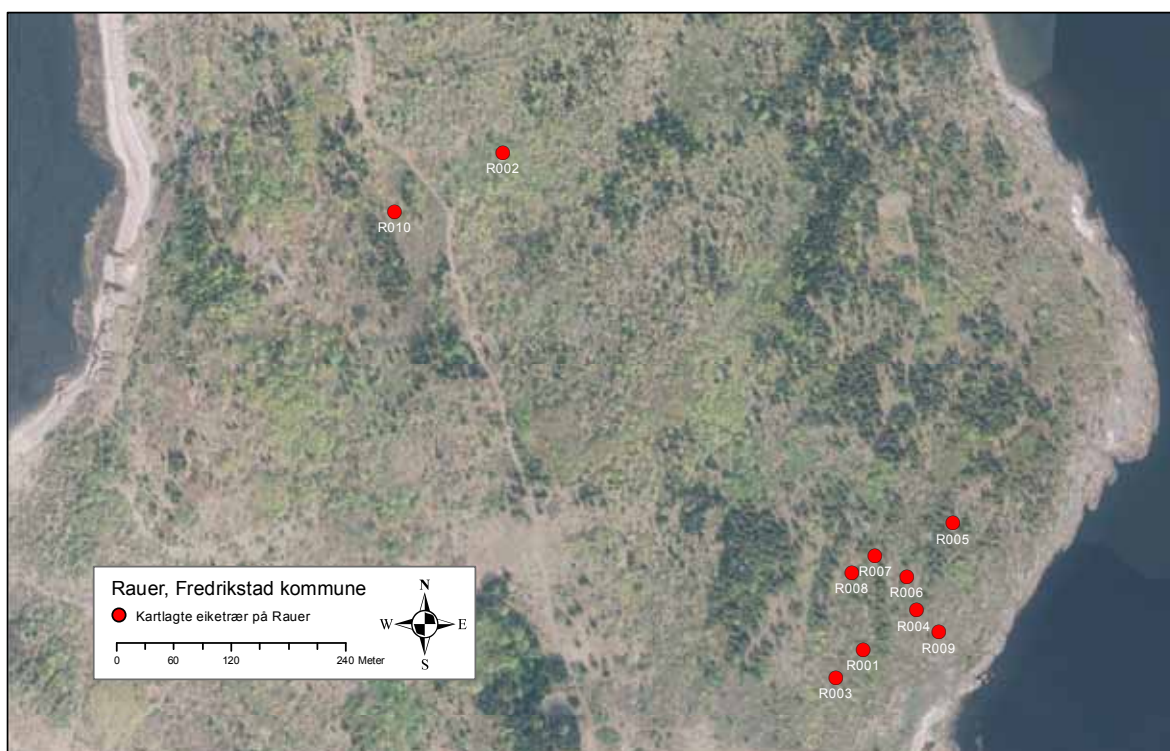 R002
R010
R005
R007
R008
R006
R004
R009
R001
R003
Rauer, Fredrikstad kommune
Kartlagte eiketrær på Rauer
N
W E
S
0 60 120 240 Meter